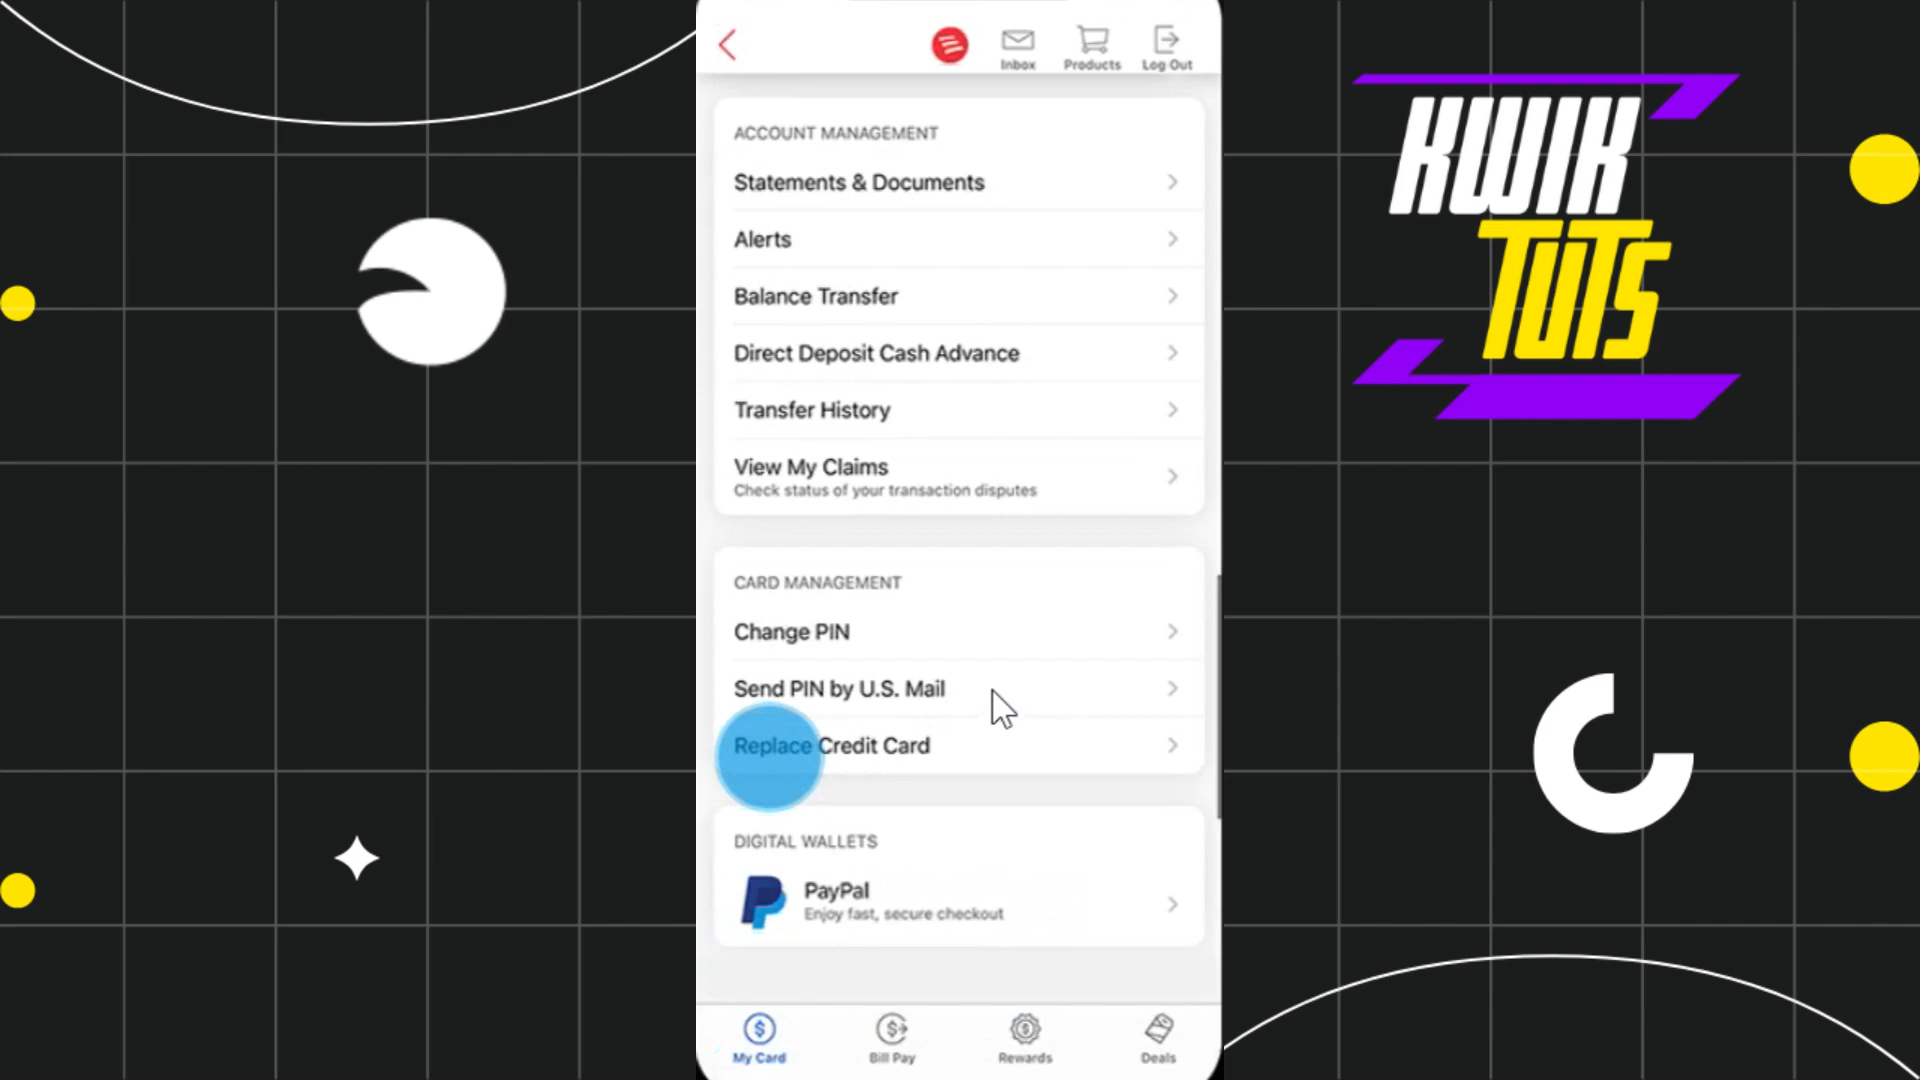 Inbox
Products
Log Out
ACCOUNT MANAGEMENT
Statements & Documents
Alerts
Balance Transfer
Direct Deposit Cash Advance
Transfer History
View My Claims
Check status of your transaction disputes
CARD MANAGEMENT
Change PIN
Send PIN by U.S. Mail
Replace Credit Card
DIGITAL WALLETS
PayPal
Enjoy fast, secure checkout
My Card
Bill Pay
Rewards
Deals
KWIK
TUTS